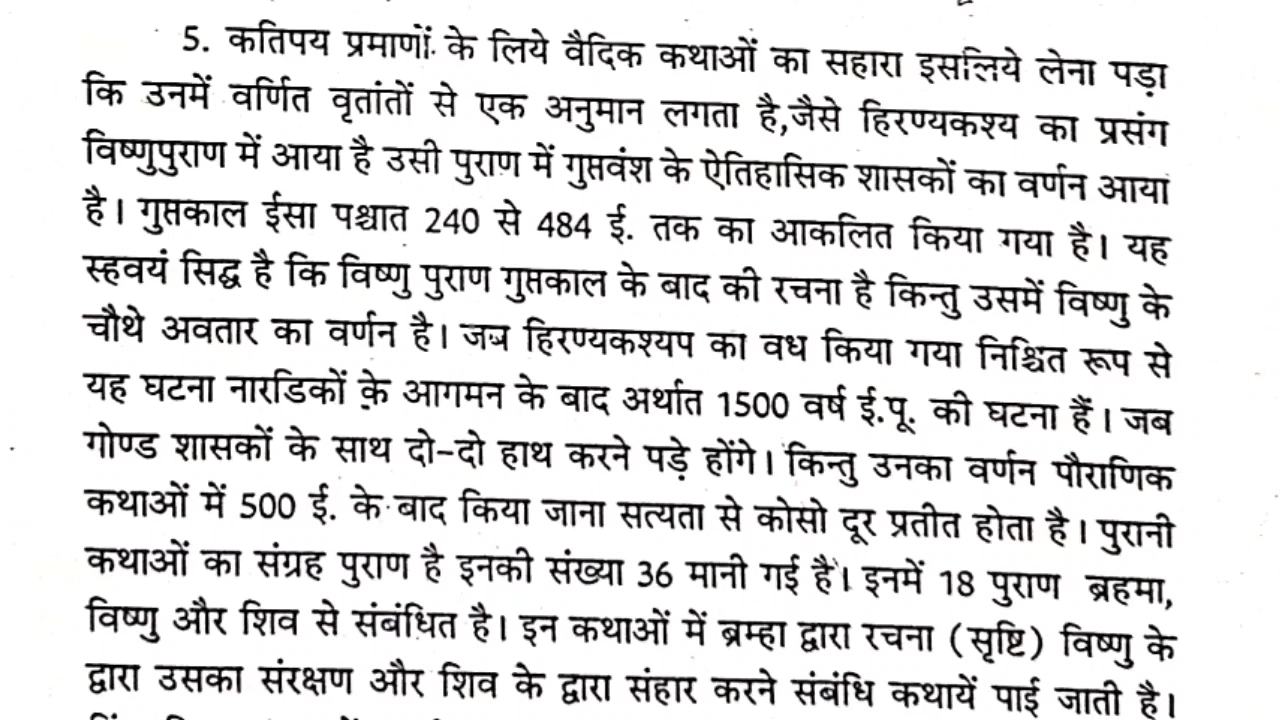 5. कतिपय प्रमाणों के लिये वैदिक कथाओं का सहारा इसलिये लेना पड़ा
कि उनमें वर्णित वृतांतों से एक अनुमान लगता है,जैसे हिरण्यकश्य का प्रसंग
विष्णुपुराण में आया है उसी पुराण में गुप्तवंश के ऐतिहासिक शासकों का वर्णन आया
है। गुप्तकाल ईसा पश्चात 240 से 484 ई. तक का आकलित किया गया है। यह
स्हवयं सिद्ध है कि विष्णु पुराण गुप्तकाल के बाद की रचना है किन्तु उसमें विष्णु के
चौथे अवतार का वर्णन है। जब हिरण्यकश्यप का वध किया गया निश्चित रूप से
यह घटना नारडिकों के आगमन के बाद अर्थात 1500 वर्ष ई.पू. की घटना हैं। जब
गोण्ड शासकों के साथ दो-दो हाथ करने पड़े होंगे। किन्तु उनका वर्णन पौराणिक
कथाओं में 500 ई. के बाद किया जाना सत्यता से कोसो दूर प्रतीत होता है। पुरानी
कथाओं का संग्रह पुराण है इनकी संख्या 36 मानी गई है। इनमें 18 पुराण ब्रहमा,
विष्णु और शिव से संबंधित है। इन कथाओं में ब्रम्हा द्वारा रचना (सृष्टि) विष्णु के
द्वारा उसका संरक्षण और शिव के द्वारा संहार करने संबंधि कथायें पाई जाती है।